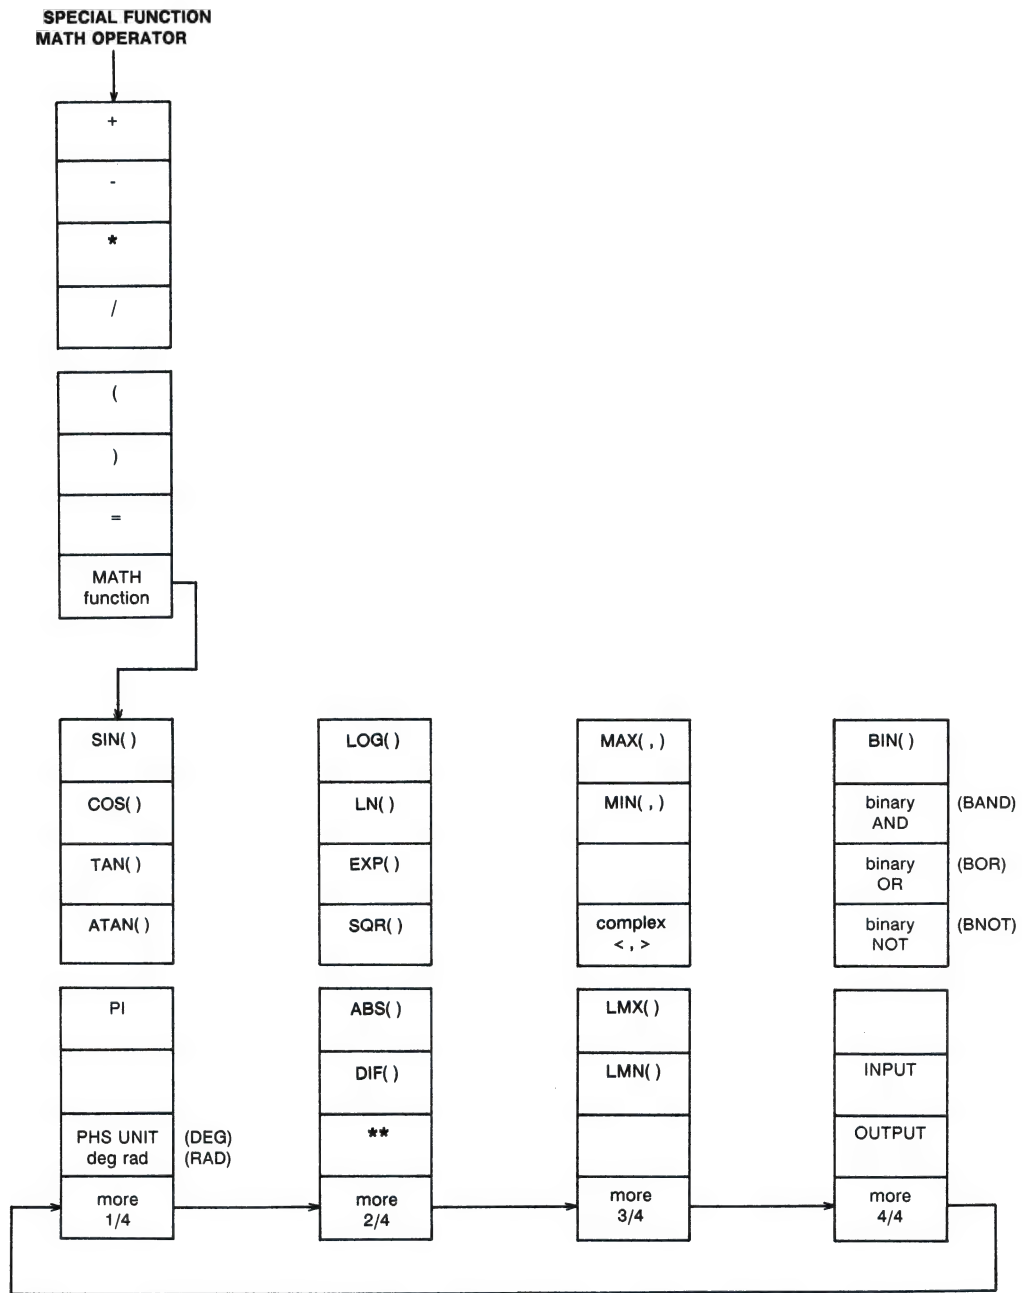 SPECIAL FUNCTION
MATH OPERATOR
+
-
*
/
(
)
=
MATH
function
SIN( )
COS( )
TAN( )
ATAN( )
PI
PHS UNIT (DEG)
deg rad (RAD)
more
1/4
LOG( )
LN( )
EXP( )
SQR( )
ABS( )
DIF( )
**
more
2/4
MAX( , )
MIN( , )
complex
< , >
LMX( )
LMN( )
more
3/4
BIN( )
binary (BAND)
AND
binary (BOR)
OR
binary (BNOT)
NOT
INPUT
OUTPUT
more
4/4